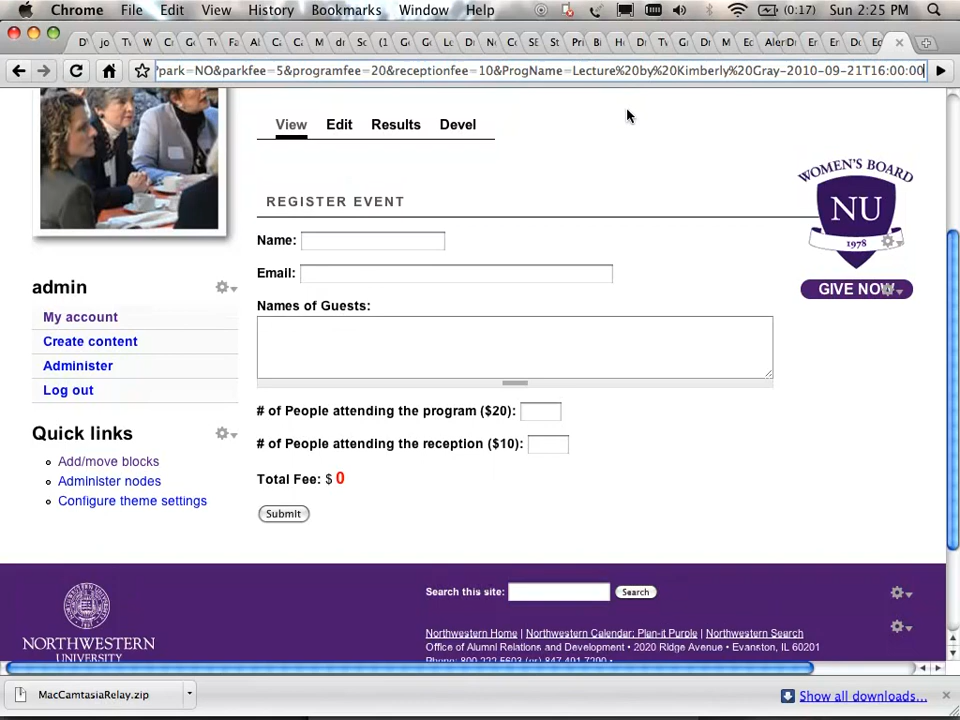 Chrome File Edit View History Bookmarks Window Help (0:17) Sun 2:25 PM
?park=NO&parkfee=5&programfee=20&receptionfee=10&ProgName=Lecture%20by%20Kimberly%20Gray-2010-09-21T16:00:00
View Edit Results Devel
WOMEN'S BOARD
NU
1978
GIVE NOW
REGISTER EVENT
Name:
Email:
Names of Guests:
# of People attending the program ($20):
# of People attending the reception ($10):
Total Fee: $ 0
Submit
admin
My account
Create content
Administer
Log out
Quick links
Add/move blocks
Administer nodes
Configure theme settings
NORTHWESTERN
UNIVERSITY
Search this site: Search
Northwestern Home | Northwestern Calendar: Plan-it Purple | Northwestern Search
Office of Alumni Relations and Development • 2020 Ridge Avenue • Evanston, IL 60201
MacCamtasiaRelay.zip
Show all downloads...